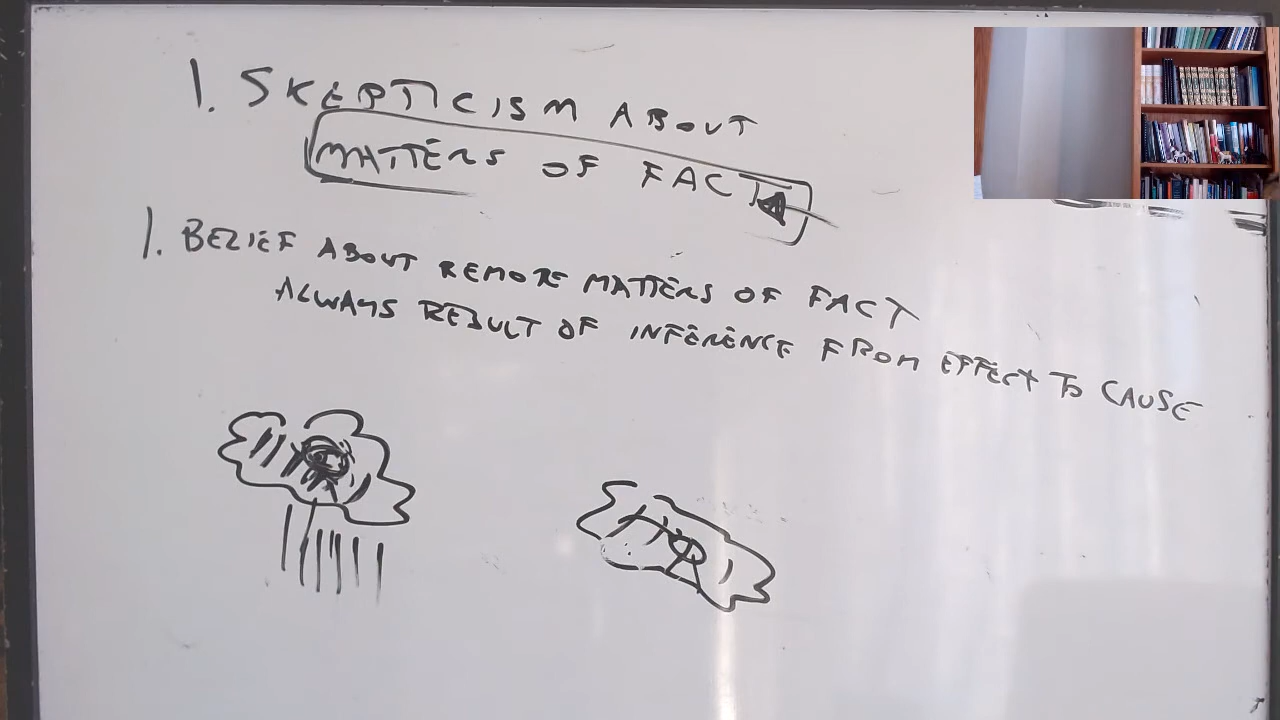 1. SKEPTICISM ABOUT
MATTERS OF FACT
1. BELIEF ABOUT REMOTE MATTERS OF FACT
ALWAYS RESULT OF INFERENCE FROM EFFECT TO CAUSE